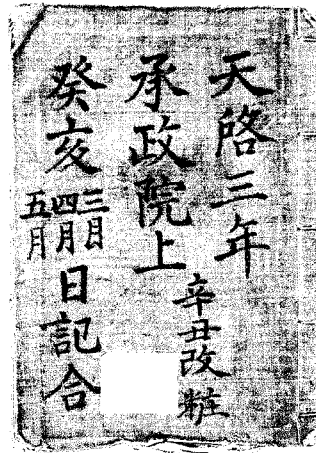 天啓三年
辛丑改粧
承政院上
癸亥
三月
四月
五月
日記合